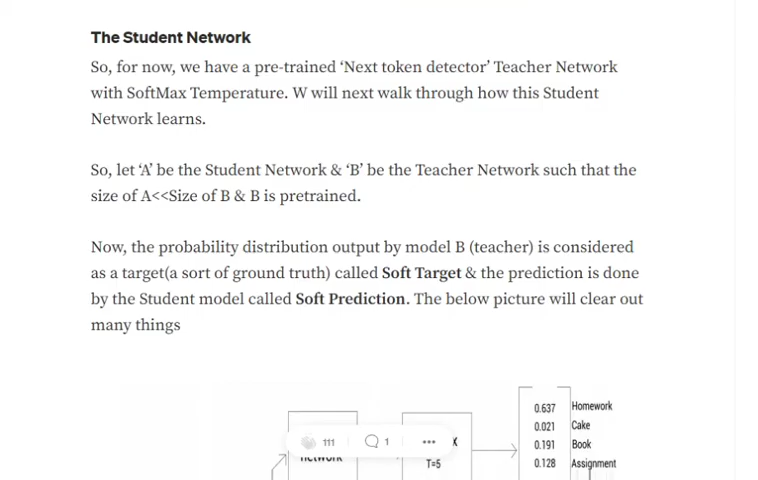 The Student Network
So, for now, we have a pre-trained ‘Next token detector’ Teacher Network
with SoftMax Temperature. W will next walk through how this Student
Network learns.
So, let ‘A’ be the Student Network & ‘B’ be the Teacher Network such that the
size of A<<Size of B & B is pretrained.
Now, the probability distribution output by model B (teacher) is considered
as a target(a sort of ground truth) called Soft Target & the prediction is done
by the Student model called Soft Prediction. The below picture will clear out
many things
0.637 Homework
0.021 Cake
0.191 Book
0.128 Assignment
111
1
T=5